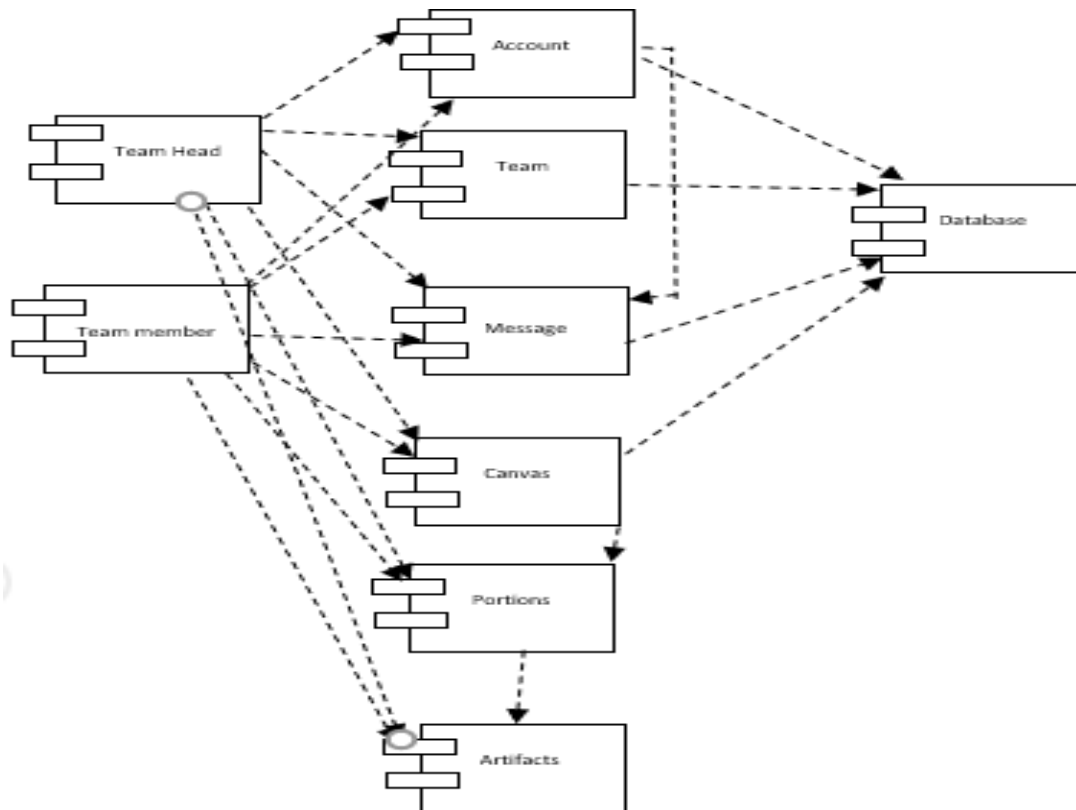 Account
Team Head
Team
Database
Team member
Message
Canvas
Portions
Artifacts